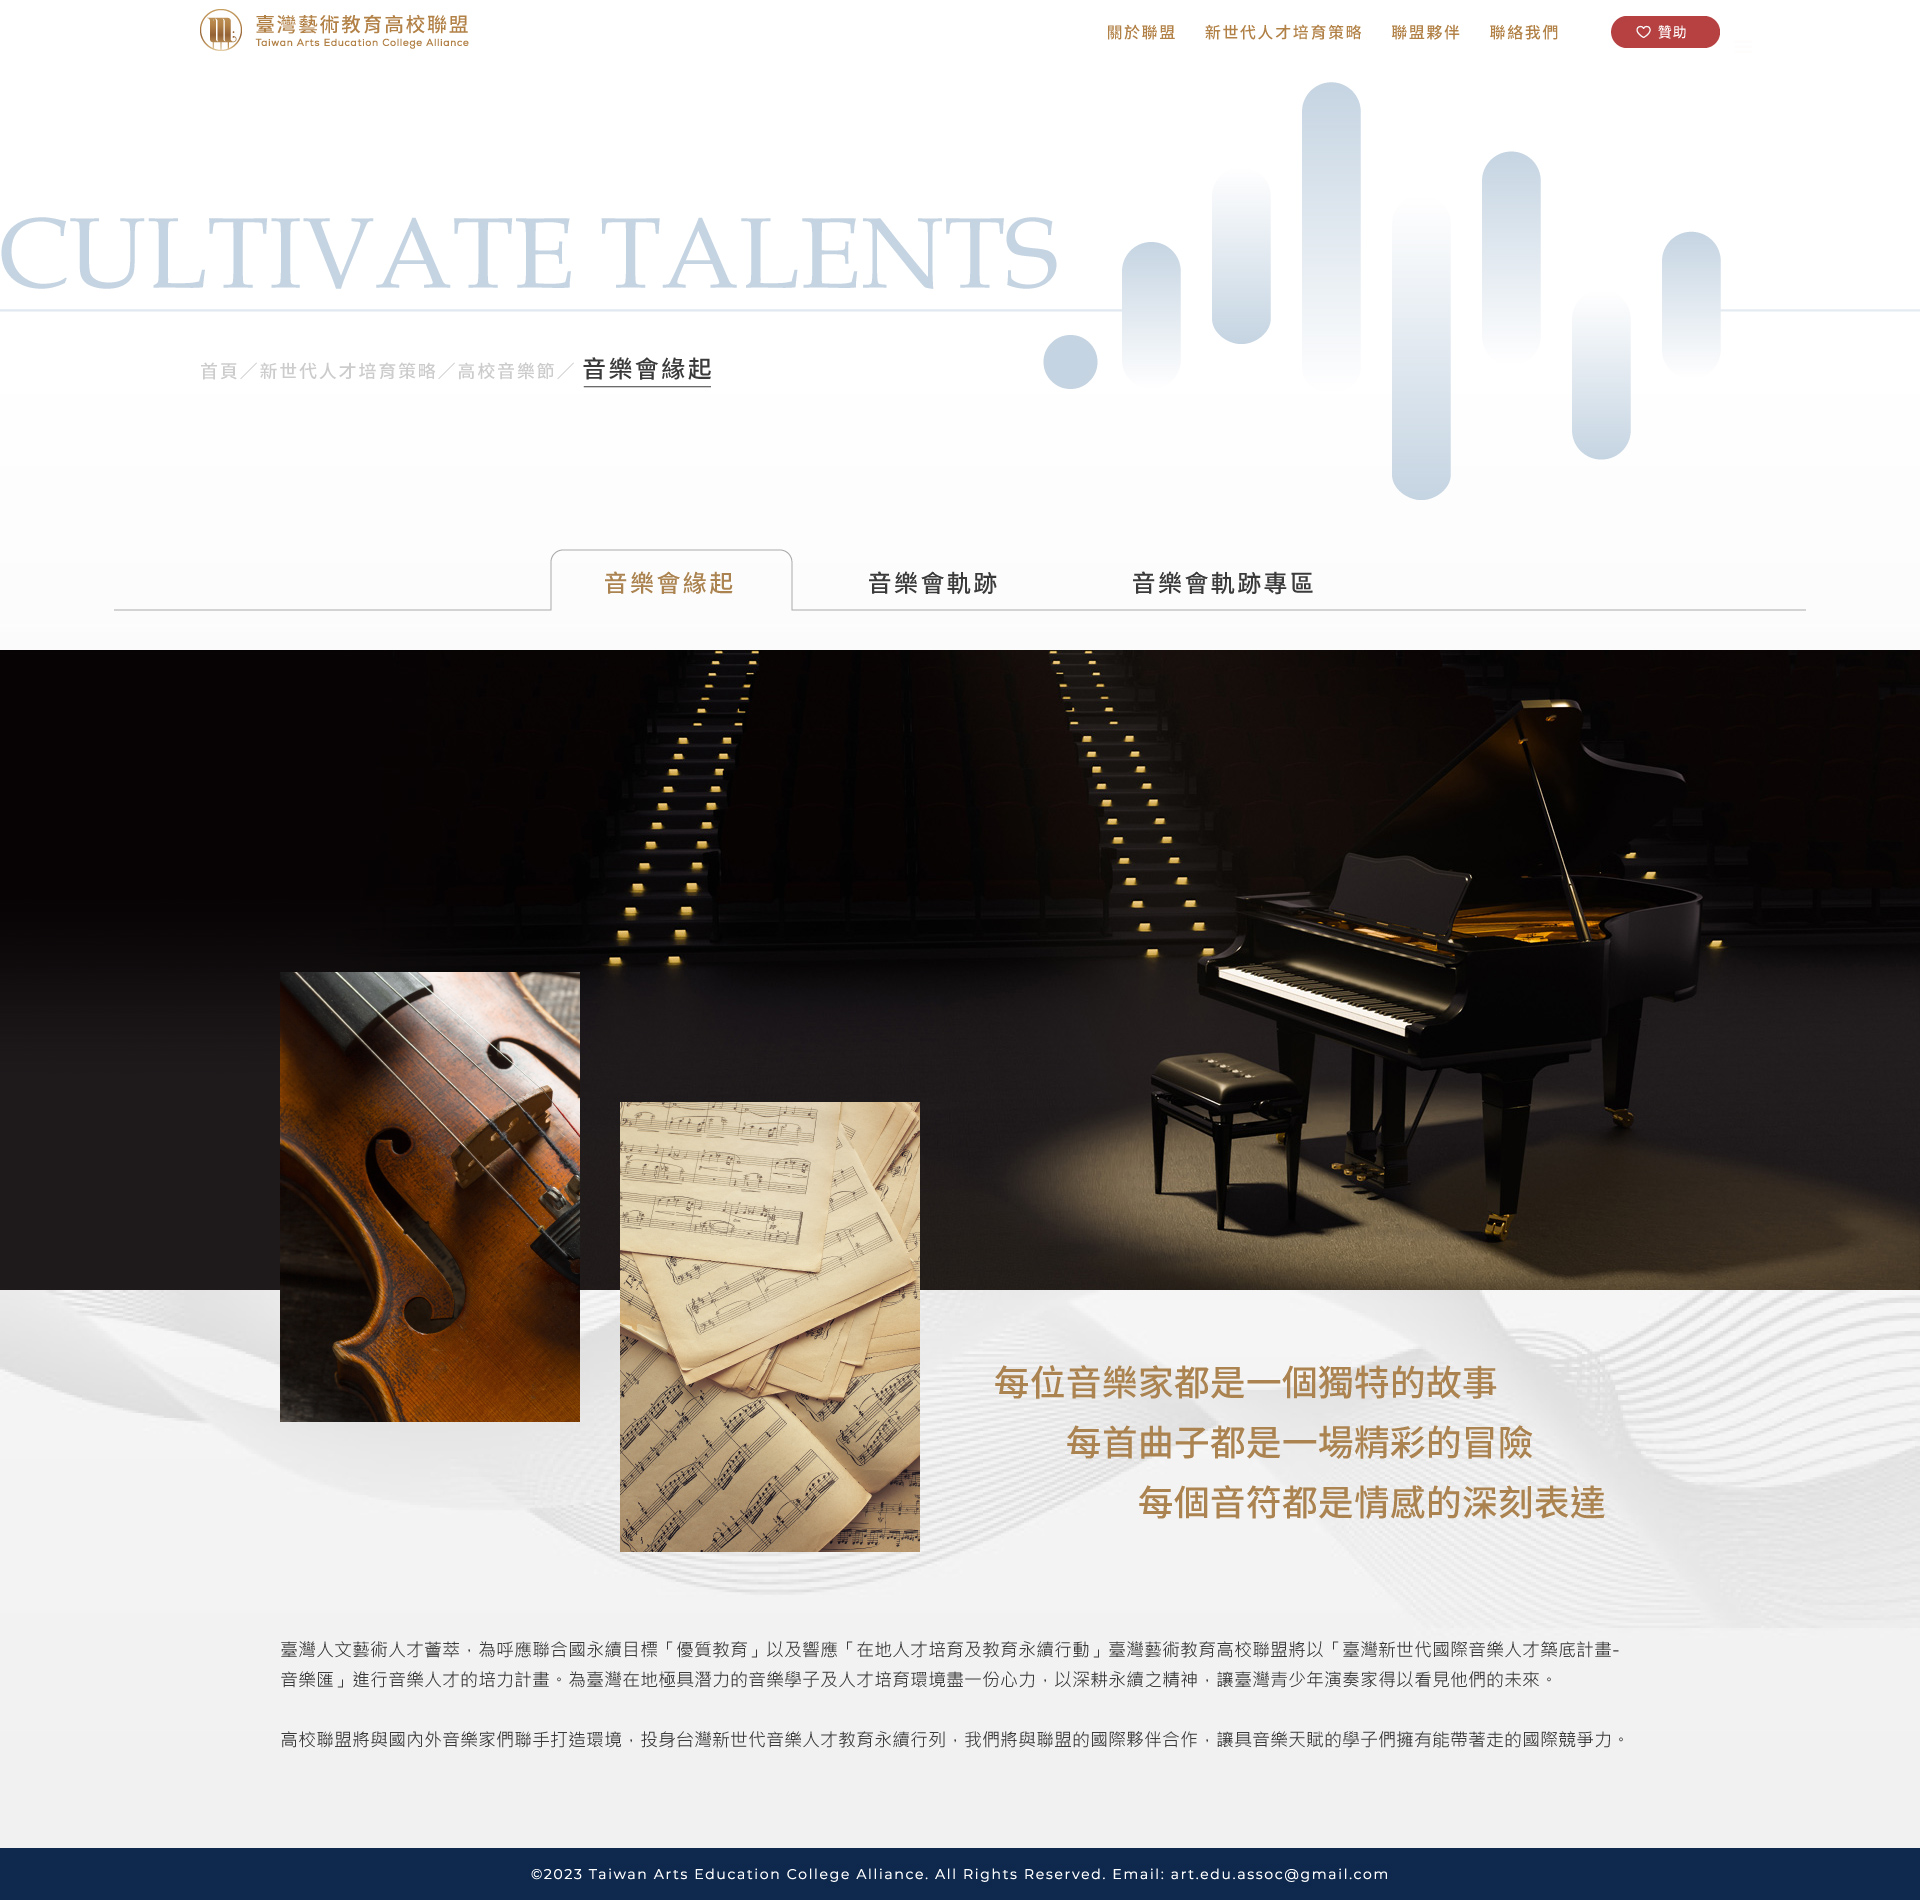 臺灣藝術教育高校聯盟
Taiwan Arts Education College Alliance
關於聯盟 新世代人才培育策略 聯盟夥伴 聯絡我們 贊助
CULTIVATE TALENTS
首頁／新世代人才培育策略／高校音樂節／ 音樂會緣起
音樂會緣起 音樂會軌跡 音樂會軌跡專區
每位音樂家都是一個獨特的故事
每首曲子都是一場精彩的冒險
每個音符都是情感的深刻表達
臺灣人文藝術人才薈萃，為呼應聯合國永續目標「優質教育」以及響應「在地人才培育及教育永續行動」臺灣藝術教育高校聯盟將以「臺灣新世代國際音樂人才築底計畫-
音樂匯」進行音樂人才的培力計畫。為臺灣在地極具潛力的音樂學子及人才培育環境盡一份心力，以深耕永續之精神，讓臺灣青少年演奏家得以看見他們的未來。
高校聯盟將與國內外音樂家們聯手打造環境，投身台灣新世代音樂人才教育永續行列，我們將與聯盟的國際夥伴合作，讓具音樂天賦的學子們擁有能帶著走的國際競爭力。
©2023 Taiwan Arts Education College Alliance. All Rights Reserved. Email: art.edu.assoc@gmail.com